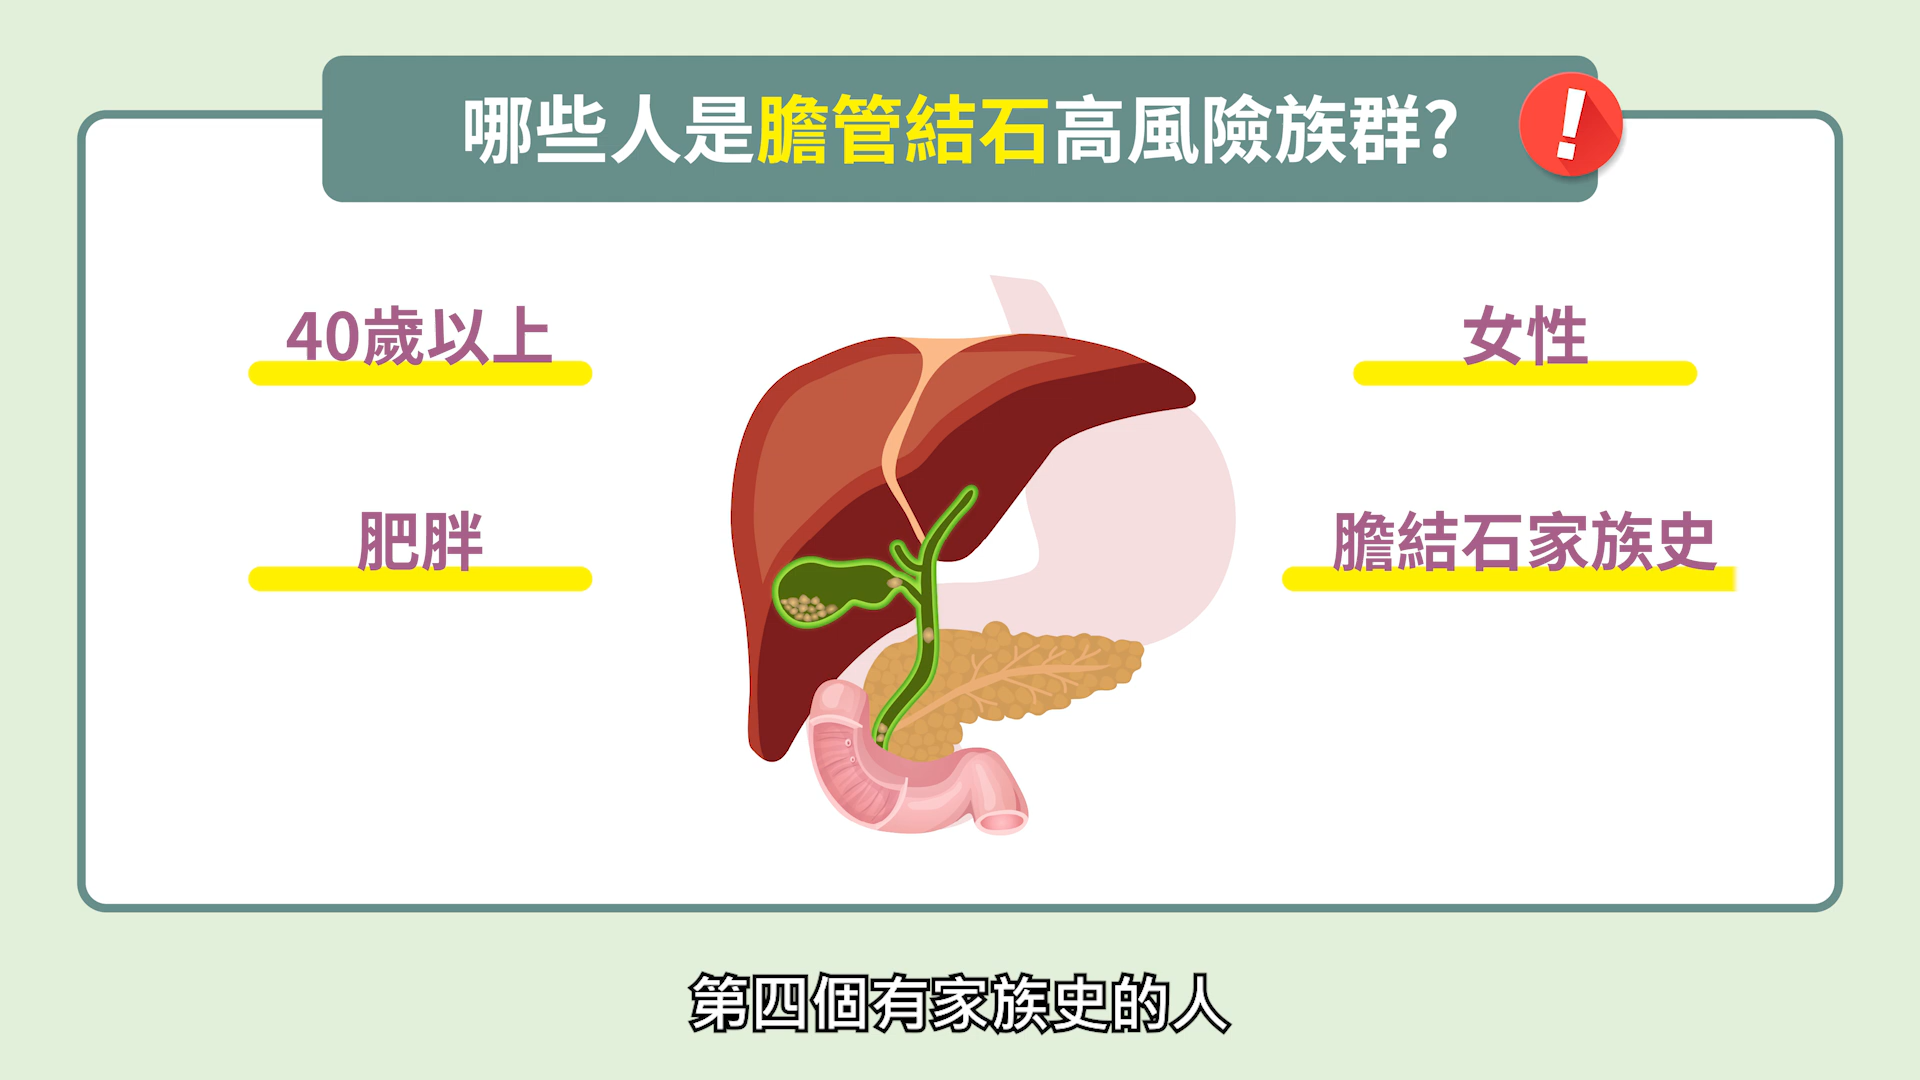 哪些人是膽管結石高風險族群?
!
40歲以上
女性
肥胖
膽結石家族史
第四個有家族史的人